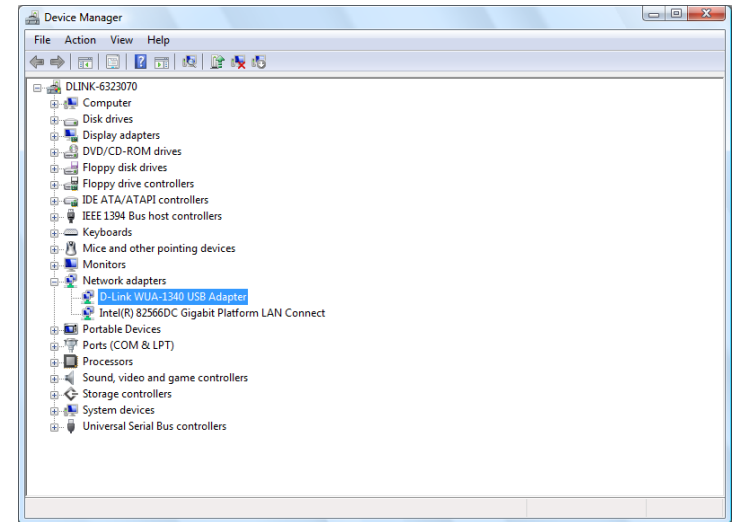 Device Manager
File Action View Help
DLINK-6323070
Computer
Disk drives
Display adapters
DVD/CD-ROM drives
Floppy disk drives
Floppy drive controllers
IDE ATA/ATAPI controllers
IEEE 1394 Bus host controllers
Keyboards
Mice and other pointing devices
Monitors
Network adapters
D-Link WUA-1340 USB Adapter
Intel(R) 82566DC Gigabit Platform LAN Connect
Portable Devices
Ports (COM & LPT)
Processors
Sound, video and game controllers
Storage controllers
System devices
Universal Serial Bus controllers